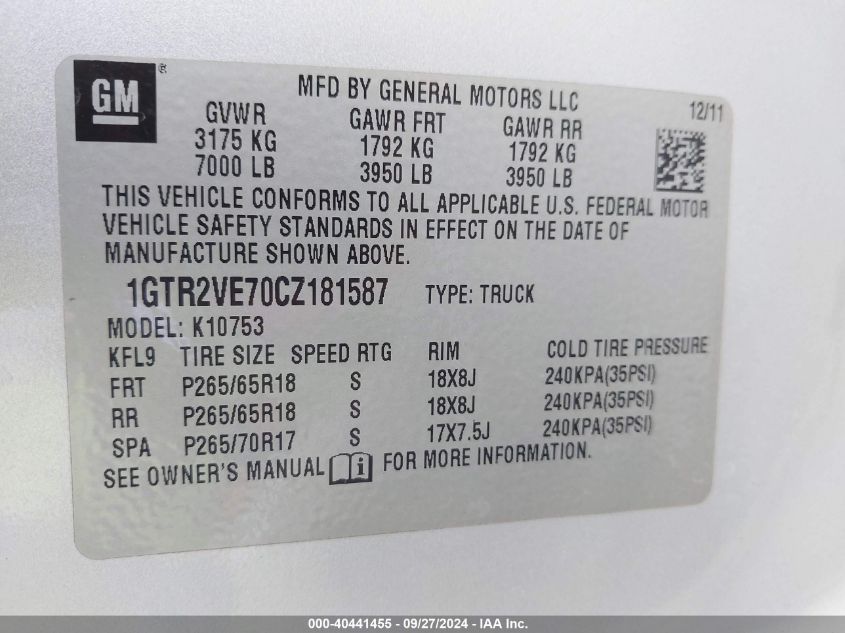 GM ®
MFD BY GENERAL MOTORS LLC
12/11
GVWR GAWR FRT GAWR RR
3175 KG 1792 KG 1792 KG
7000 LB 3950 LB 3950 LB
THIS VEHICLE CONFORMS TO ALL APPLICABLE U.S. FEDERAL MOTOR
VEHICLE SAFETY STANDARDS IN EFFECT ON THE DATE OF
MANUFACTURE SHOWN ABOVE.
1GTR2VE70CZ181587 TYPE: TRUCK
MODEL: K10753
KFL9 TIRE SIZE SPEED RTG RIM COLD TIRE PRESSURE
FRT P265/65R18 S 18X8J 240KPA(35PSI)
RR P265/65R18 S 18X8J 240KPA(35PSI)
SPA P265/70R17 S 17X7.5J 240KPA(35PSI)
SEE OWNER'S MANUAL i FOR MORE INFORMATION.
000-40441455 - 09/27/2024 - IAA Inc.